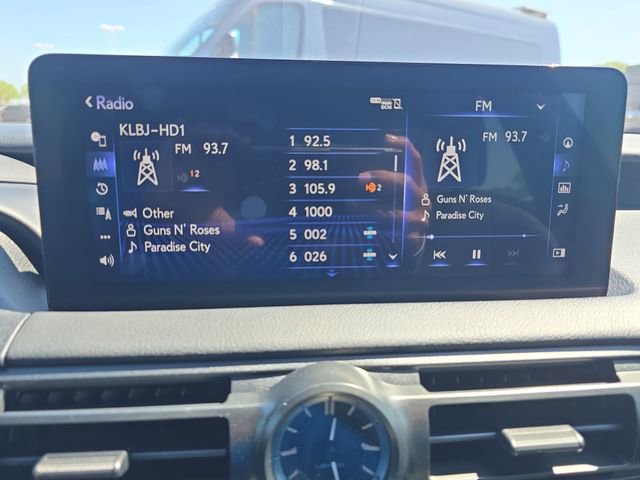 Radio
DCM
FM
KLBJ-HD1
FM 93.7
12
Other
Guns N' Roses
Paradise City
1 92.5
2 98.1
3 105.9 2
4 1000
5 002
6 026
FM 93.7
Guns N' Roses
Paradise City